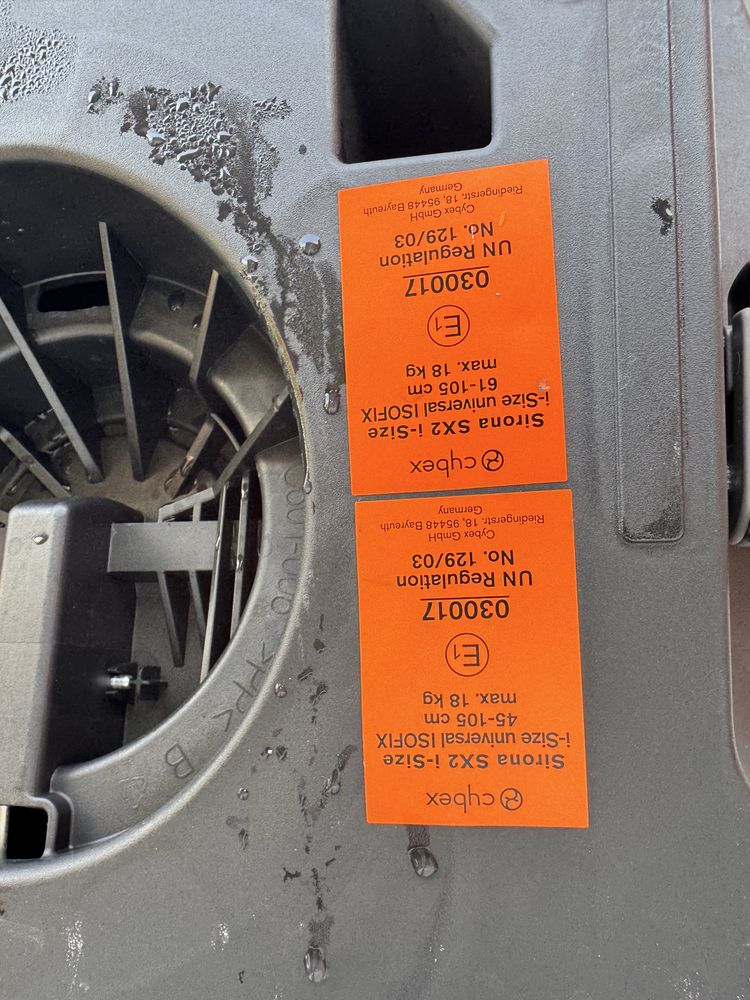 cybex
Sirona SX2 i-Size
i-Size universal ISOFIX
45-105 cm
max. 18 kg
E1
030017
UN Regulation
No. 129/03
Cybex GmbH
Riedingerstr. 18, 95448 Bayreuth
Germany
cybex
Sirona SX2 i-Size
i-Size universal ISOFIX
61-105 cm
max. 18 kg
E1
030017
UN Regulation
No. 129/03
Cybex GmbH
Riedingerstr. 18, 95448 Bayreuth
Germany
>PP<
B